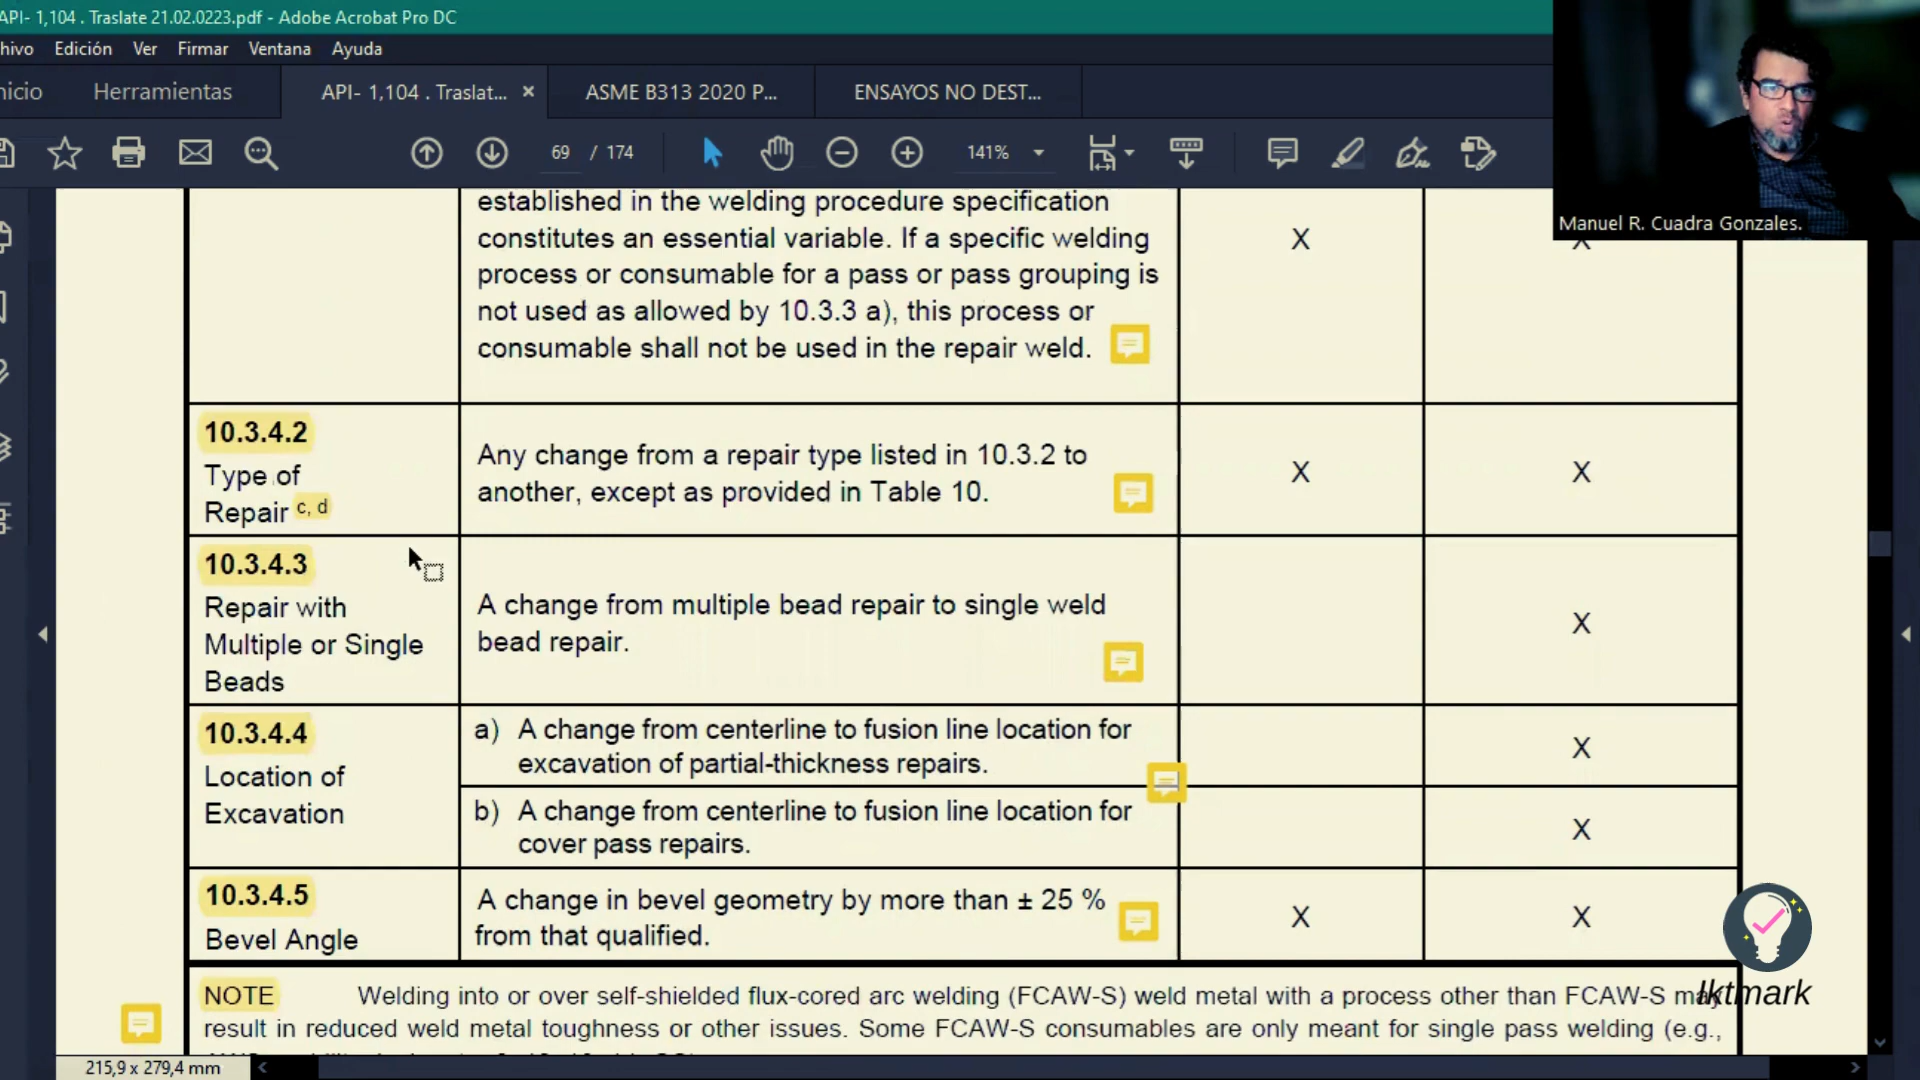 API- 1,104 . Traslate 21.02.0223.pdf - Adobe Acrobat Pro DC
hivo Edición Ver Firmar Ventana Ayuda
nicio Herramientas API- 1,104 . Traslat... × ASME B313 2020 P... ENSAYOS NO DEST...
69 / 174 141%
Manuel R. Cuadra Gonzales.
established in the welding procedure specification
constitutes an essential variable. If a specific welding
process or consumable for a pass or pass grouping is
not used as allowed by 10.3.3 a), this process or
consumable shall not be used in the repair weld.
X X
10.3.4.2
Type of
Repair c, d
Any change from a repair type listed in 10.3.2 to
another, except as provided in Table 10.
X X
10.3.4.3
Repair with
Multiple or Single
Beads
A change from multiple bead repair to single weld
bead repair.
X
10.3.4.4
Location of
Excavation
a) A change from centerline to fusion line location for
excavation of partial-thickness repairs.
X
b) A change from centerline to fusion line location for
cover pass repairs.
X
10.3.4.5
Bevel Angle
A change in bevel geometry by more than ± 25 %
from that qualified.
X X
NOTE Welding into or over self-shielded flux-cored arc welding (FCAW-S) weld metal with a process other than FCAW-S may
result in reduced weld metal toughness or other issues. Some FCAW-S consumables are only meant for single pass welding (e.g.,
Iktmark
215,9 x 279,4 mm